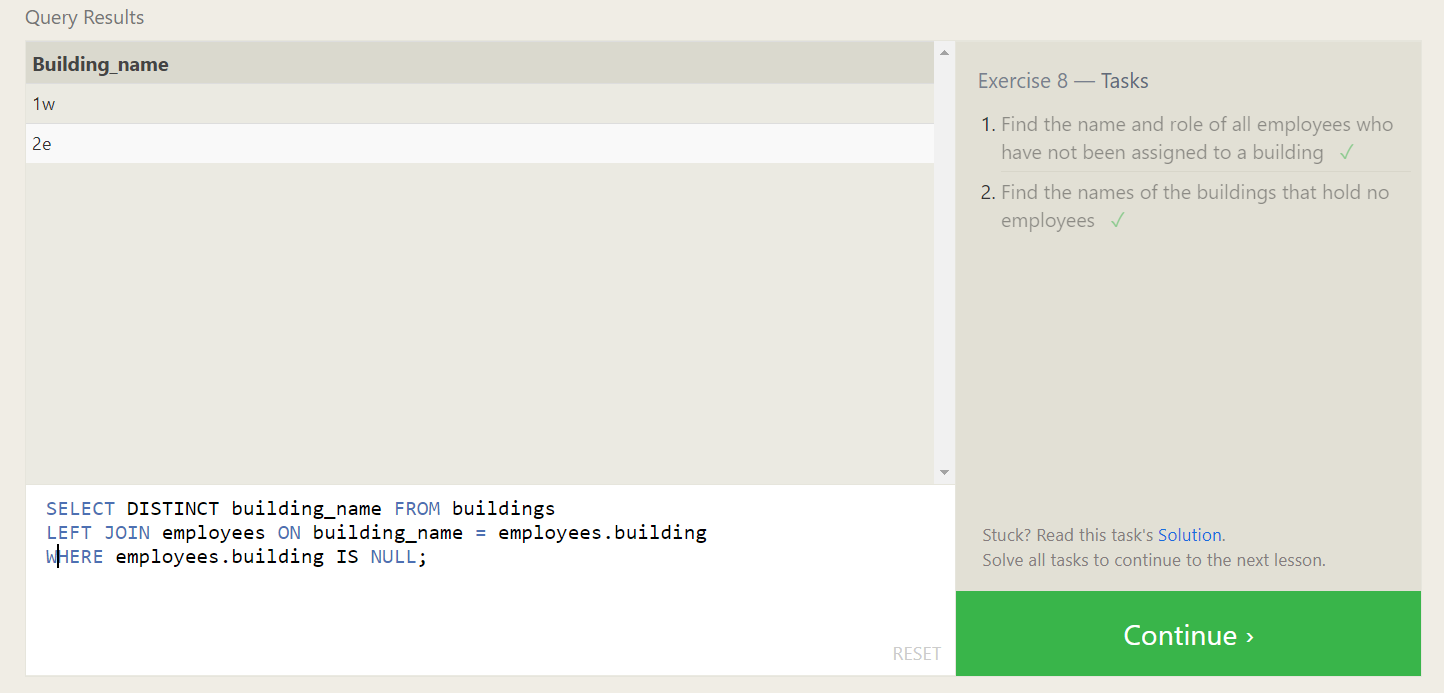 Query Results
Building_name
1w
2e
Exercise 8 — Tasks
1. Find the name and role of all employees who
have not been assigned to a building ✓
2. Find the names of the buildings that hold no
employees ✓
SELECT DISTINCT building_name FROM buildings
LEFT JOIN employees ON building_name = employees.building
WHERE employees.building IS NULL;
RESET
Stuck? Read this task's Solution.
Solve all tasks to continue to the next lesson.
Continue ›